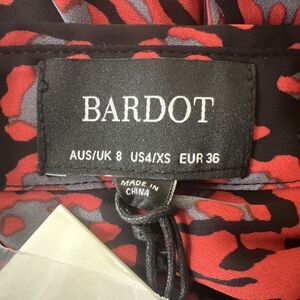 BARDOT
AUS/UK 8 US4/XS EUR 36
MADE IN
CHINA